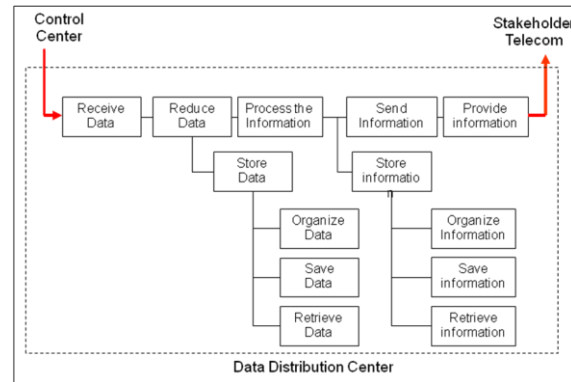 Control
Center
Stakeholder
Telecom
Receive
Data
Reduce
Data
Process the
Information
Send
Information
Provide
information
Store
Data
Store
informatio
n
Organize
Data
Organize
Information
Save
Data
Save
information
Retrieve
Data
Retrieve
information
Data Distribution Center